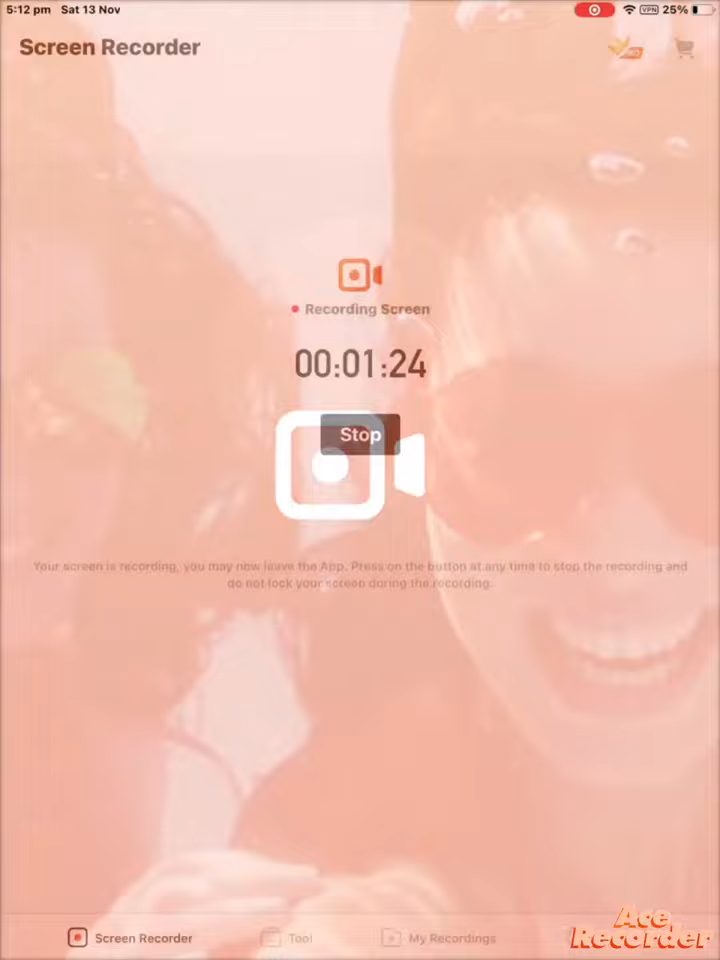 5:12 pm Sat 13 Nov
VPN 25%
Screen Recorder
PRO
Recording Screen
00:01:24
Stop
Your screen is recording, you may now leave the App. Press on the button at any time to stop the recording and
do not lock your screen during the recording.
Screen Recorder Tool My Recordings
Ace
Recorder